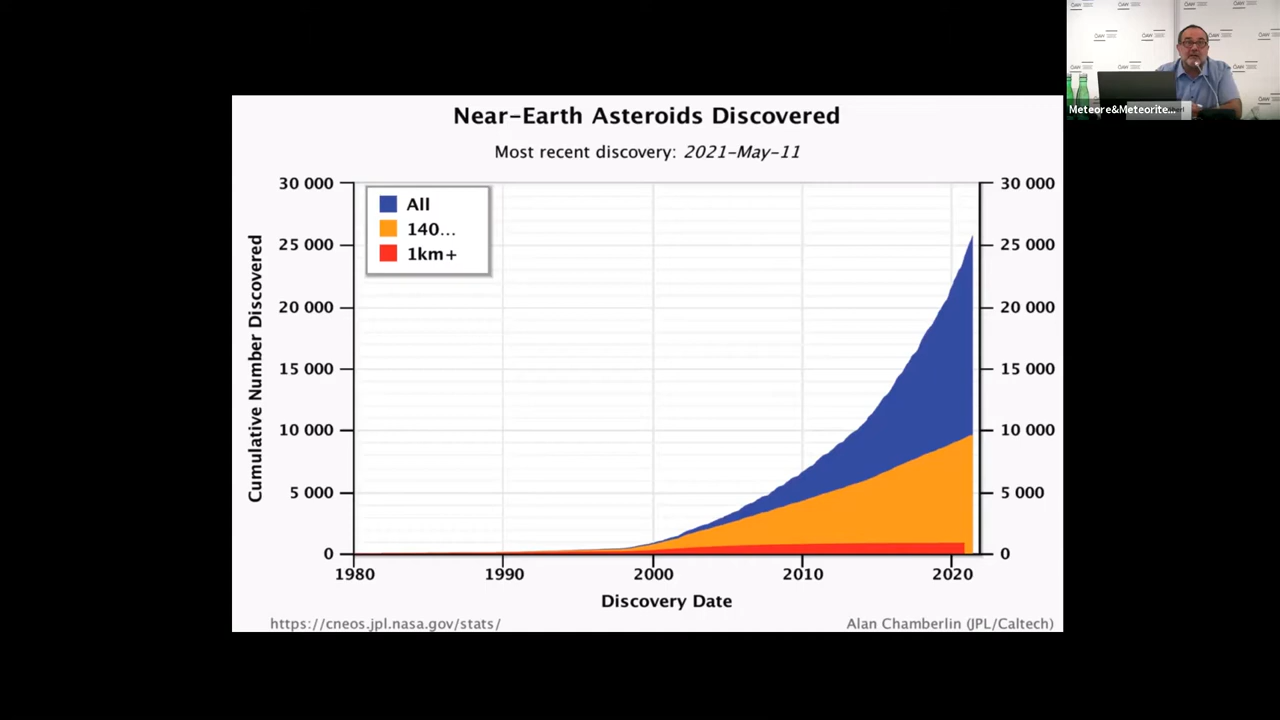 Near-Earth Asteroids Discovered
Most recent discovery: 2021-May-11
30 000
25 000
20 000
15 000
10 000
5 000
0
All
140...
1km+
30 000
25 000
20 000
15 000
10 000
5 000
0
Cumulative Number Discovered
1980
1990
2000
2010
2020
Discovery Date
https://cneos.jpl.nasa.gov/stats/
Alan Chamberlin (JPL/Caltech)
Meteore&Meteorite...